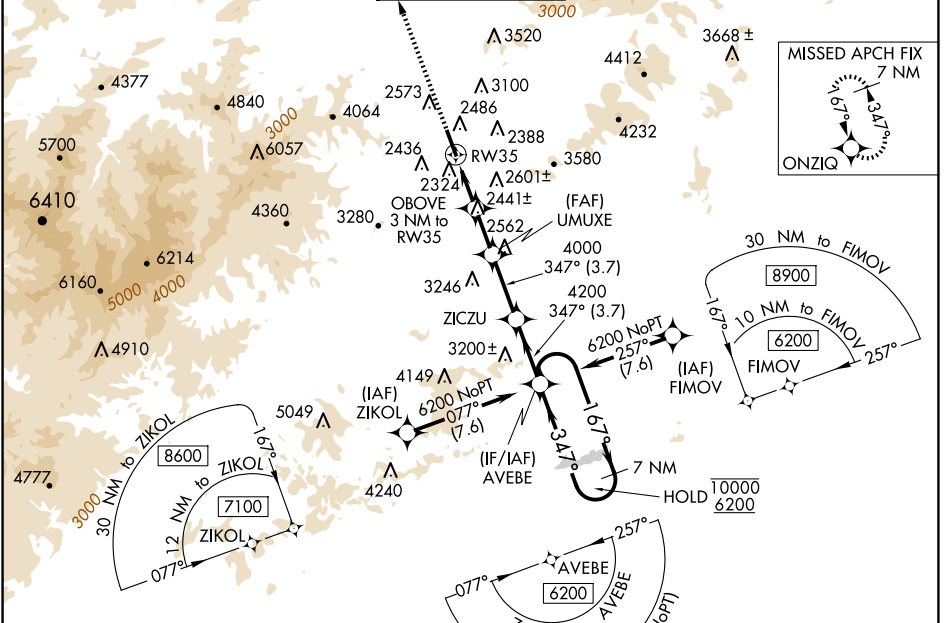 3000
3520
3668 ±
4412
MISSED APCH FIX
7 NM
167°
347°
ONZIQ
4377
4840
3000
4064
2573
3100
2486
2388
4232
5700
6057
2436
RW35
3580
2324
2601±
6410
4360
3280
OBOVE
3 NM to
RW35
2441±
(FAF)
UMUXE
2562
6214
6160
5000
4000
3246
4000
347° (3.7)
4200
347° (3.7)
ZICZU
30 NM to FIMOV
8900
167°
10 NM to FIMOV
6200
257°
FIMOV
4910
3200±
4149
6200 NoPT
257°
(7.6)
(IAF)
FIMOV
(IAF)
ZIKOL
6200 NoPT
077°
(7.6)
5049
(IF/IAF)
AVEBE
347°
167°
7 NM
HOLD
10000
6200
4240
4777
3000
30 NM to ZIKOL
8600
167°
12 NM to ZIKOL
7100
ZIKOL
077°
257°
AVEBE
077°
6200
AVEBE
NoPT)